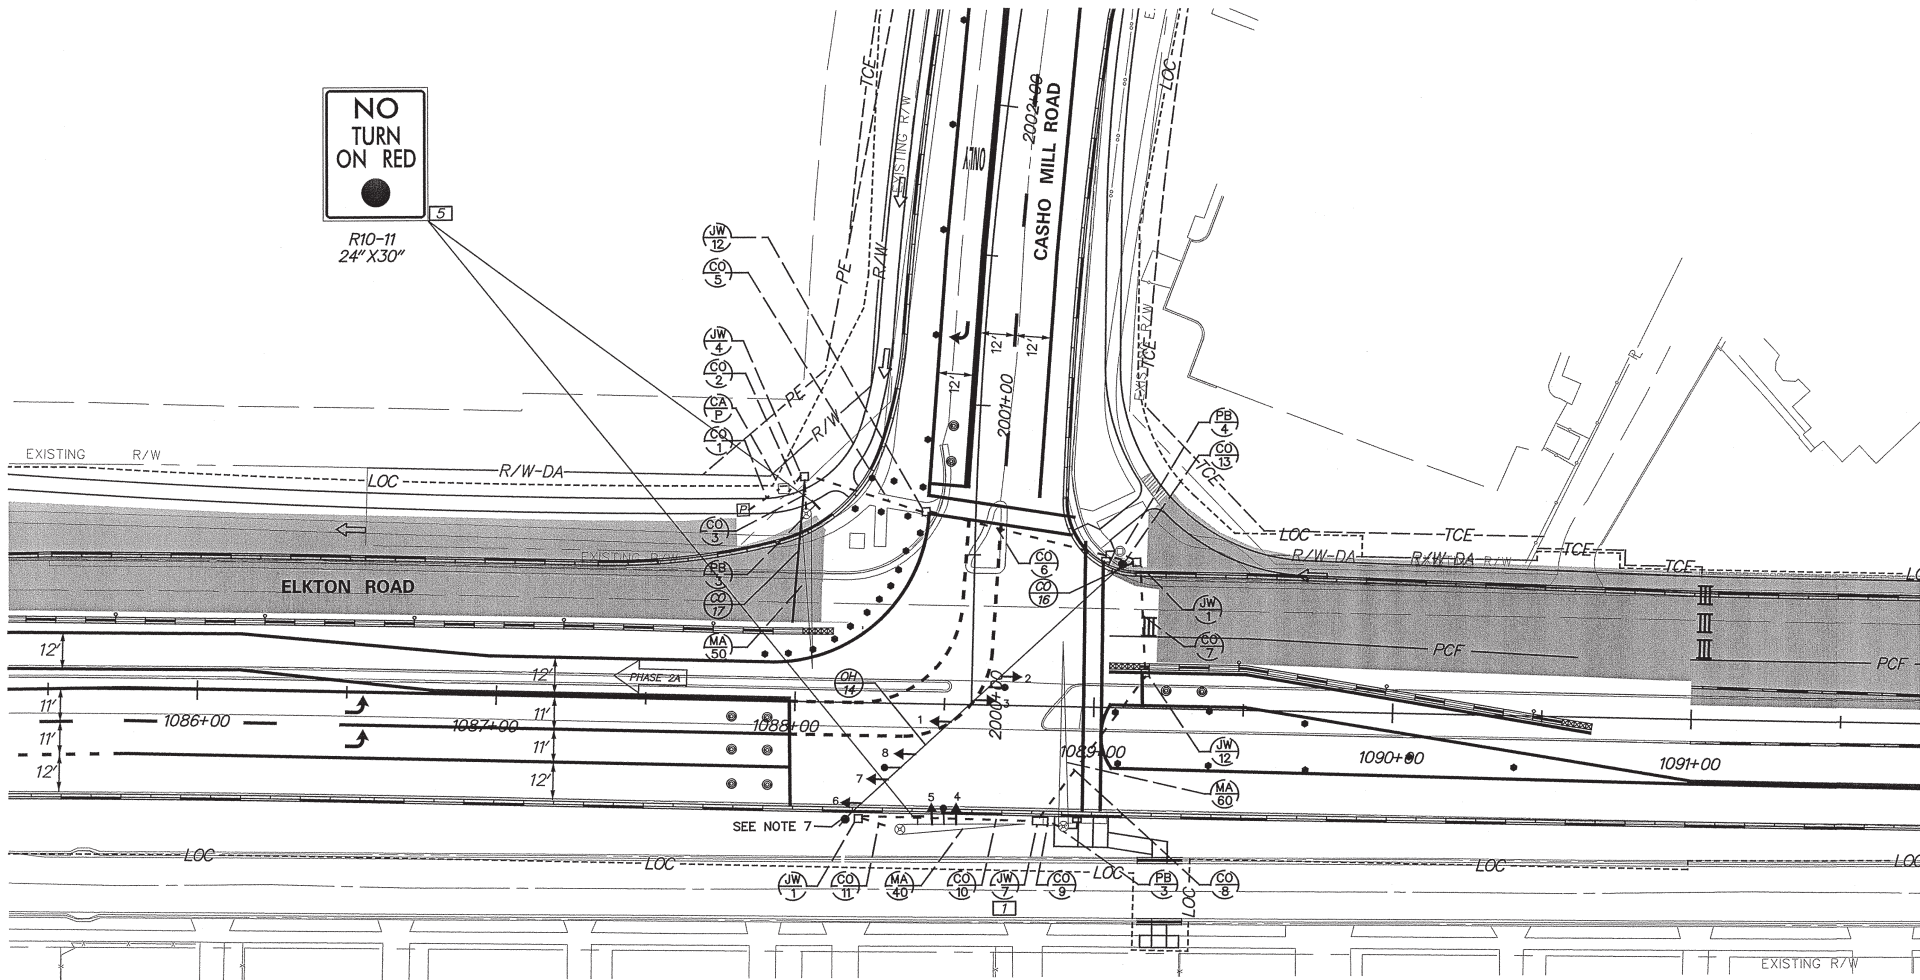 NO
TURN
ON RED
5
R10-11
24" X30"
TCE
EXISTING R/W
R/W
PE
PE
R/W
ONLY
2002+00
CASHO MILL ROAD
LOC
12'
12'
12'
2001+00
EXISTING R/W
TCE
TCE
JW
12
CO
5
JW
4
CO
2
CA
P
CO
1
PB
4
CO
13
EXISTING R/W
R/W-DA
LOC
P
CO
3
EXISTING R/W
PB
3
CO
17
MA
50
ELKTON ROAD
CO
6
CO
16
JW
1
CO
7
LOC
TCE
R/W-DA
R/W-DA
R/W
TCE
TCE
LOC
PCF
PCF
12'
12'
PHASE 2A
OH
14
2
3
1
8
7
6
5
4
2000+00
11'
11'
12'
11'
11'
12'
1086+00
1087+00
1088+00
1089+00
1090+00
1091+00
JW
12
MA
60
SEE NOTE 7
LOC
LOC
LOC
LOC
LOC
LOC
JW
1
CO
11
MA
40
CO
10
JW
7
CO
9
PB
3
CO
8
1
EXISTING R/W